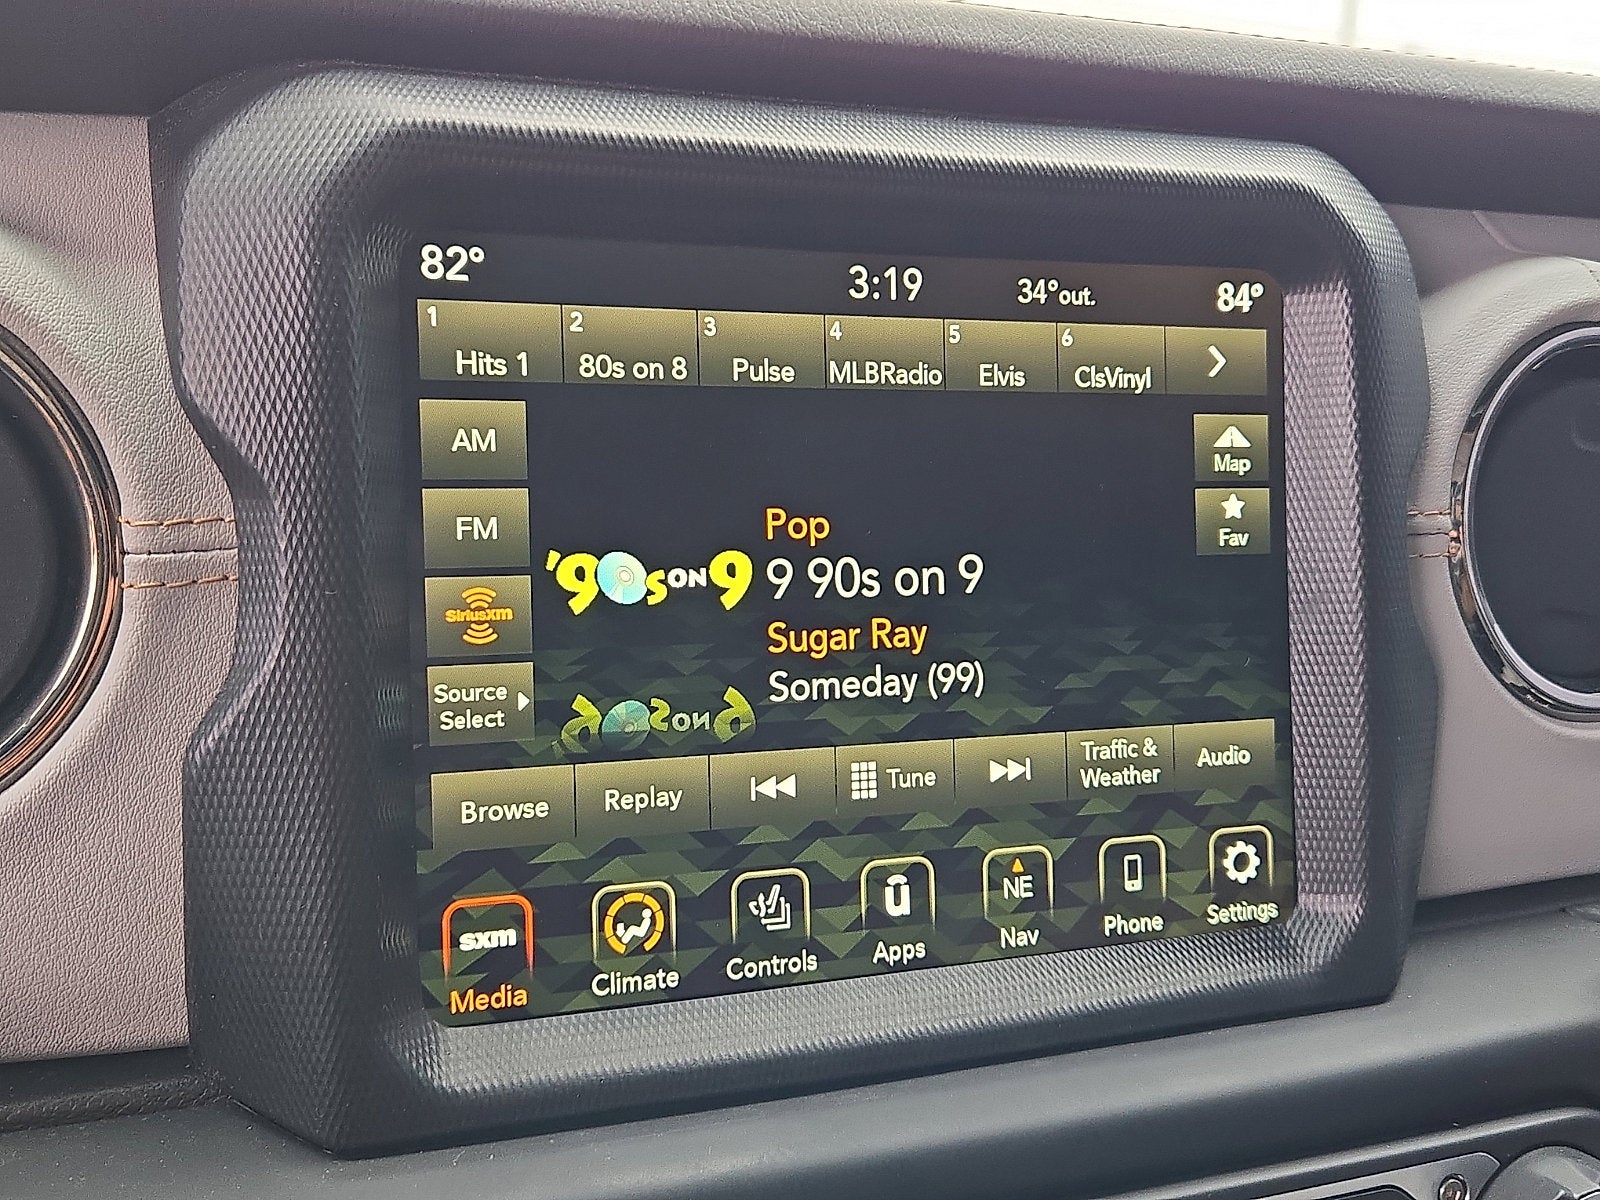 82° 3:19 34°out. 84°
1 2 3 4 5 6
Hits 1 80s on 8 Pulse MLBRadio Elvis ClsVinyl
AM
Map
FM
Fav
Pop
'90s ON 9
9 90s on 9
siriusxm
Sugar Ray
Someday (99)
Source
Select
Browse Replay Tune Traffic &
Weather Audio
sxm NE
Media Climate Controls Apps Nav Phone Settings